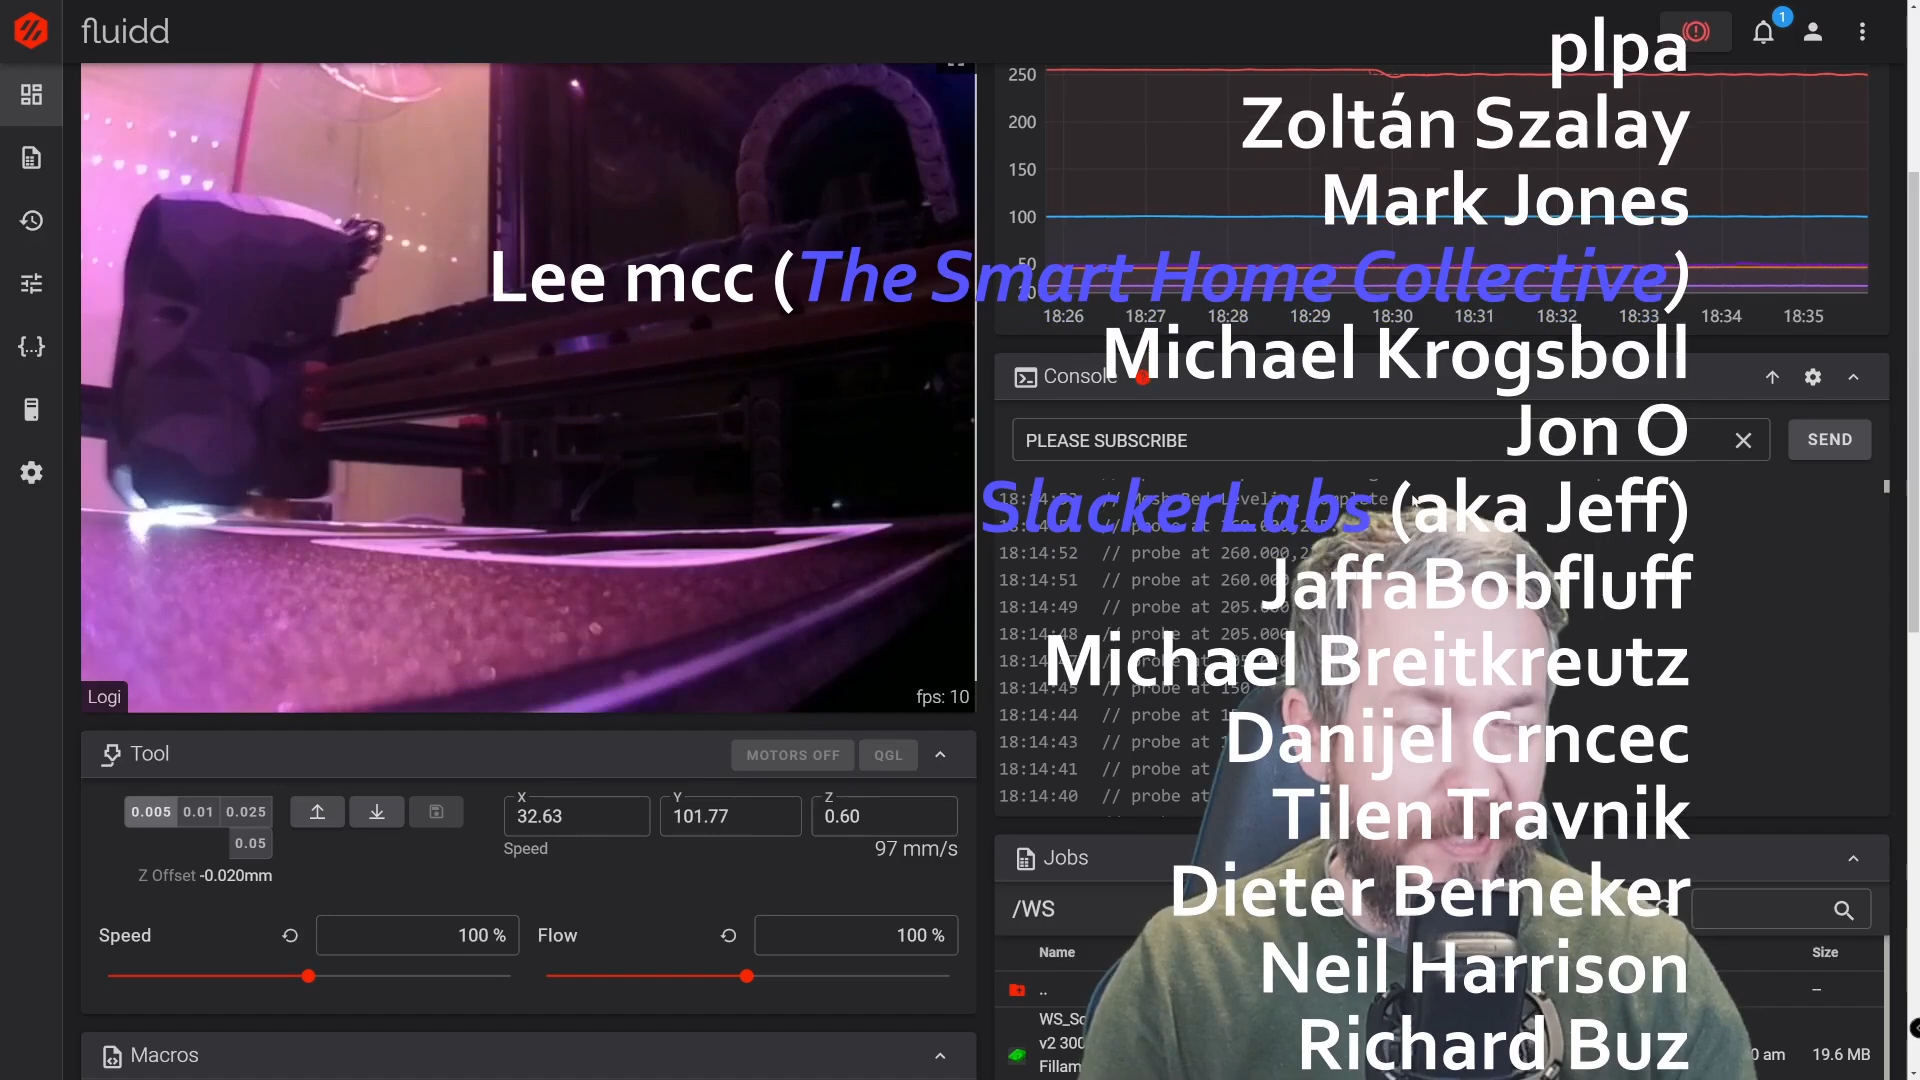 fluidd
1
plpa
Zoltán Szalay
Mark Jones
Lee mcc (The Smart Home Collective)
Michael Krogsboll
Jon O
SlackerLabs (aka Jeff)
JaffaBobfluff
Michael Breitkreutz
Danijel Crncec
Tilen Travnik
Dieter Berneker
Neil Harrison
Richard Buz
Logi
fps: 10
250
200
150
100
50
0
18:26 18:27 18:28 18:29 18:30 18:31 18:32 18:33 18:34 18:35
Console
PLEASE SUBSCRIBE
SEND
18:14:52 // probe at 260.000,2
18:14:51 // probe at 260.000
18:14:49 // probe at 205.000
18:14:48 // probe at 205.000
18:14:45 // probe at 150
18:14:44 // probe at
18:14:43 // probe at
18:14:41 // probe at
18:14:40 // probe at
Tool
MOTORS OFF
QGL
0.005 0.01 0.025
0.05
Z Offset -0.020mm
X
32.63
Y
101.77
Z
0.60
Speed
97 mm/s
Speed
100 %
Flow
100 %
Macros
Jobs
/WS
Name
Size
..
--
v2 300
Fillam
0 am
19.6 MB